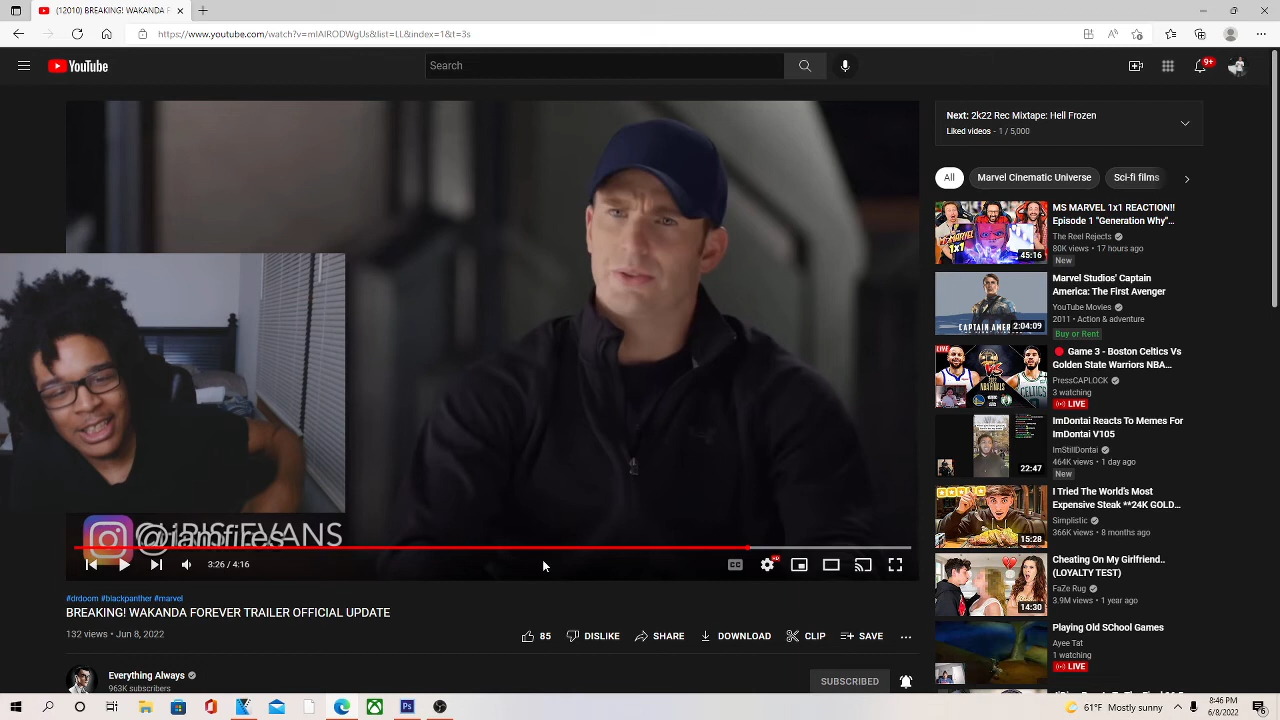 (12010) BREAKING! WAKANDA F
https://www.youtube.com/watch?v=mIAIRODWgUs&list=LL&index=1&t=3s
YouTube
Search
9+
CHRIS EVANS
@iamfires
3:26 / 4:16
CC
HD
#drdoom #blackpanther #marvel
BREAKING! WAKANDA FOREVER TRAILER OFFICIAL UPDATE
132 views • Jun 8, 2022
85
DISLIKE
SHARE
DOWNLOAD
CLIP
SAVE
Everything Always
963K subscribers
SUBSCRIBED
Next: 2k22 Rec Mixtape: Hell Frozen
Liked videos - 1 / 5,000
All
Marvel Cinematic Universe
Sci-fi films
45:16
MS MARVEL 1x1 REACTION!!
Episode 1 "Generation Why"...
The Reel Rejects
80K views • 17 hours ago
New
CAPTAIN AMER
2:04:09
Marvel Studios' Captain
America: The First Avenger
YouTube Movies
2011 • Action & adventure
Buy or Rent
LIVE
Game 3 - Boston Celtics Vs
Golden State Warriors NBA...
PressCAPLOCK
3 watching
LIVE
22:47
ImDontai Reacts To Memes For
ImDontai V105
ImStillDontai
464K views • 1 day ago
New
15:28
I Tried The World's Most
Expensive Steak **24K GOLD...
Simplistic
366K views • 8 months ago
14:30
Cheating On My Girlfriend..
(LOYALTY TEST)
FaZe Rug
3.9M views • 1 year ago
Playing Old SChool Games
Ayee Tat
1 watching
LIVE
61°F Mostly sunny
8:46 PM
6/8/2022